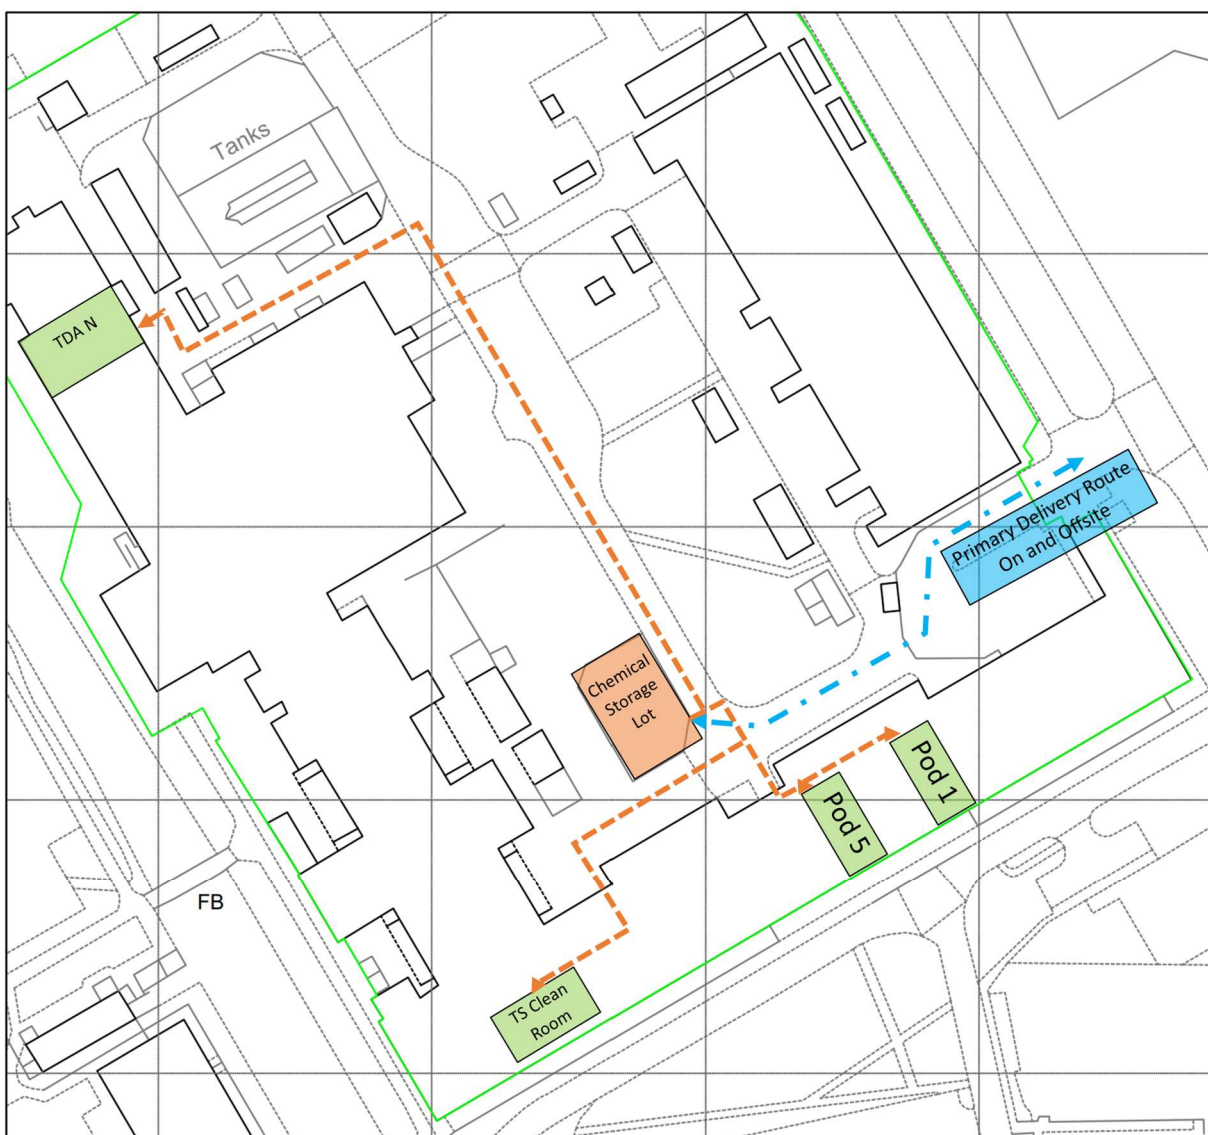 Tanks
TDA N
Primary Delivery Route
On and Offsite
Chemical
Storage
Lot
Pod 1
Pod 5
FB
TS Clean
Room